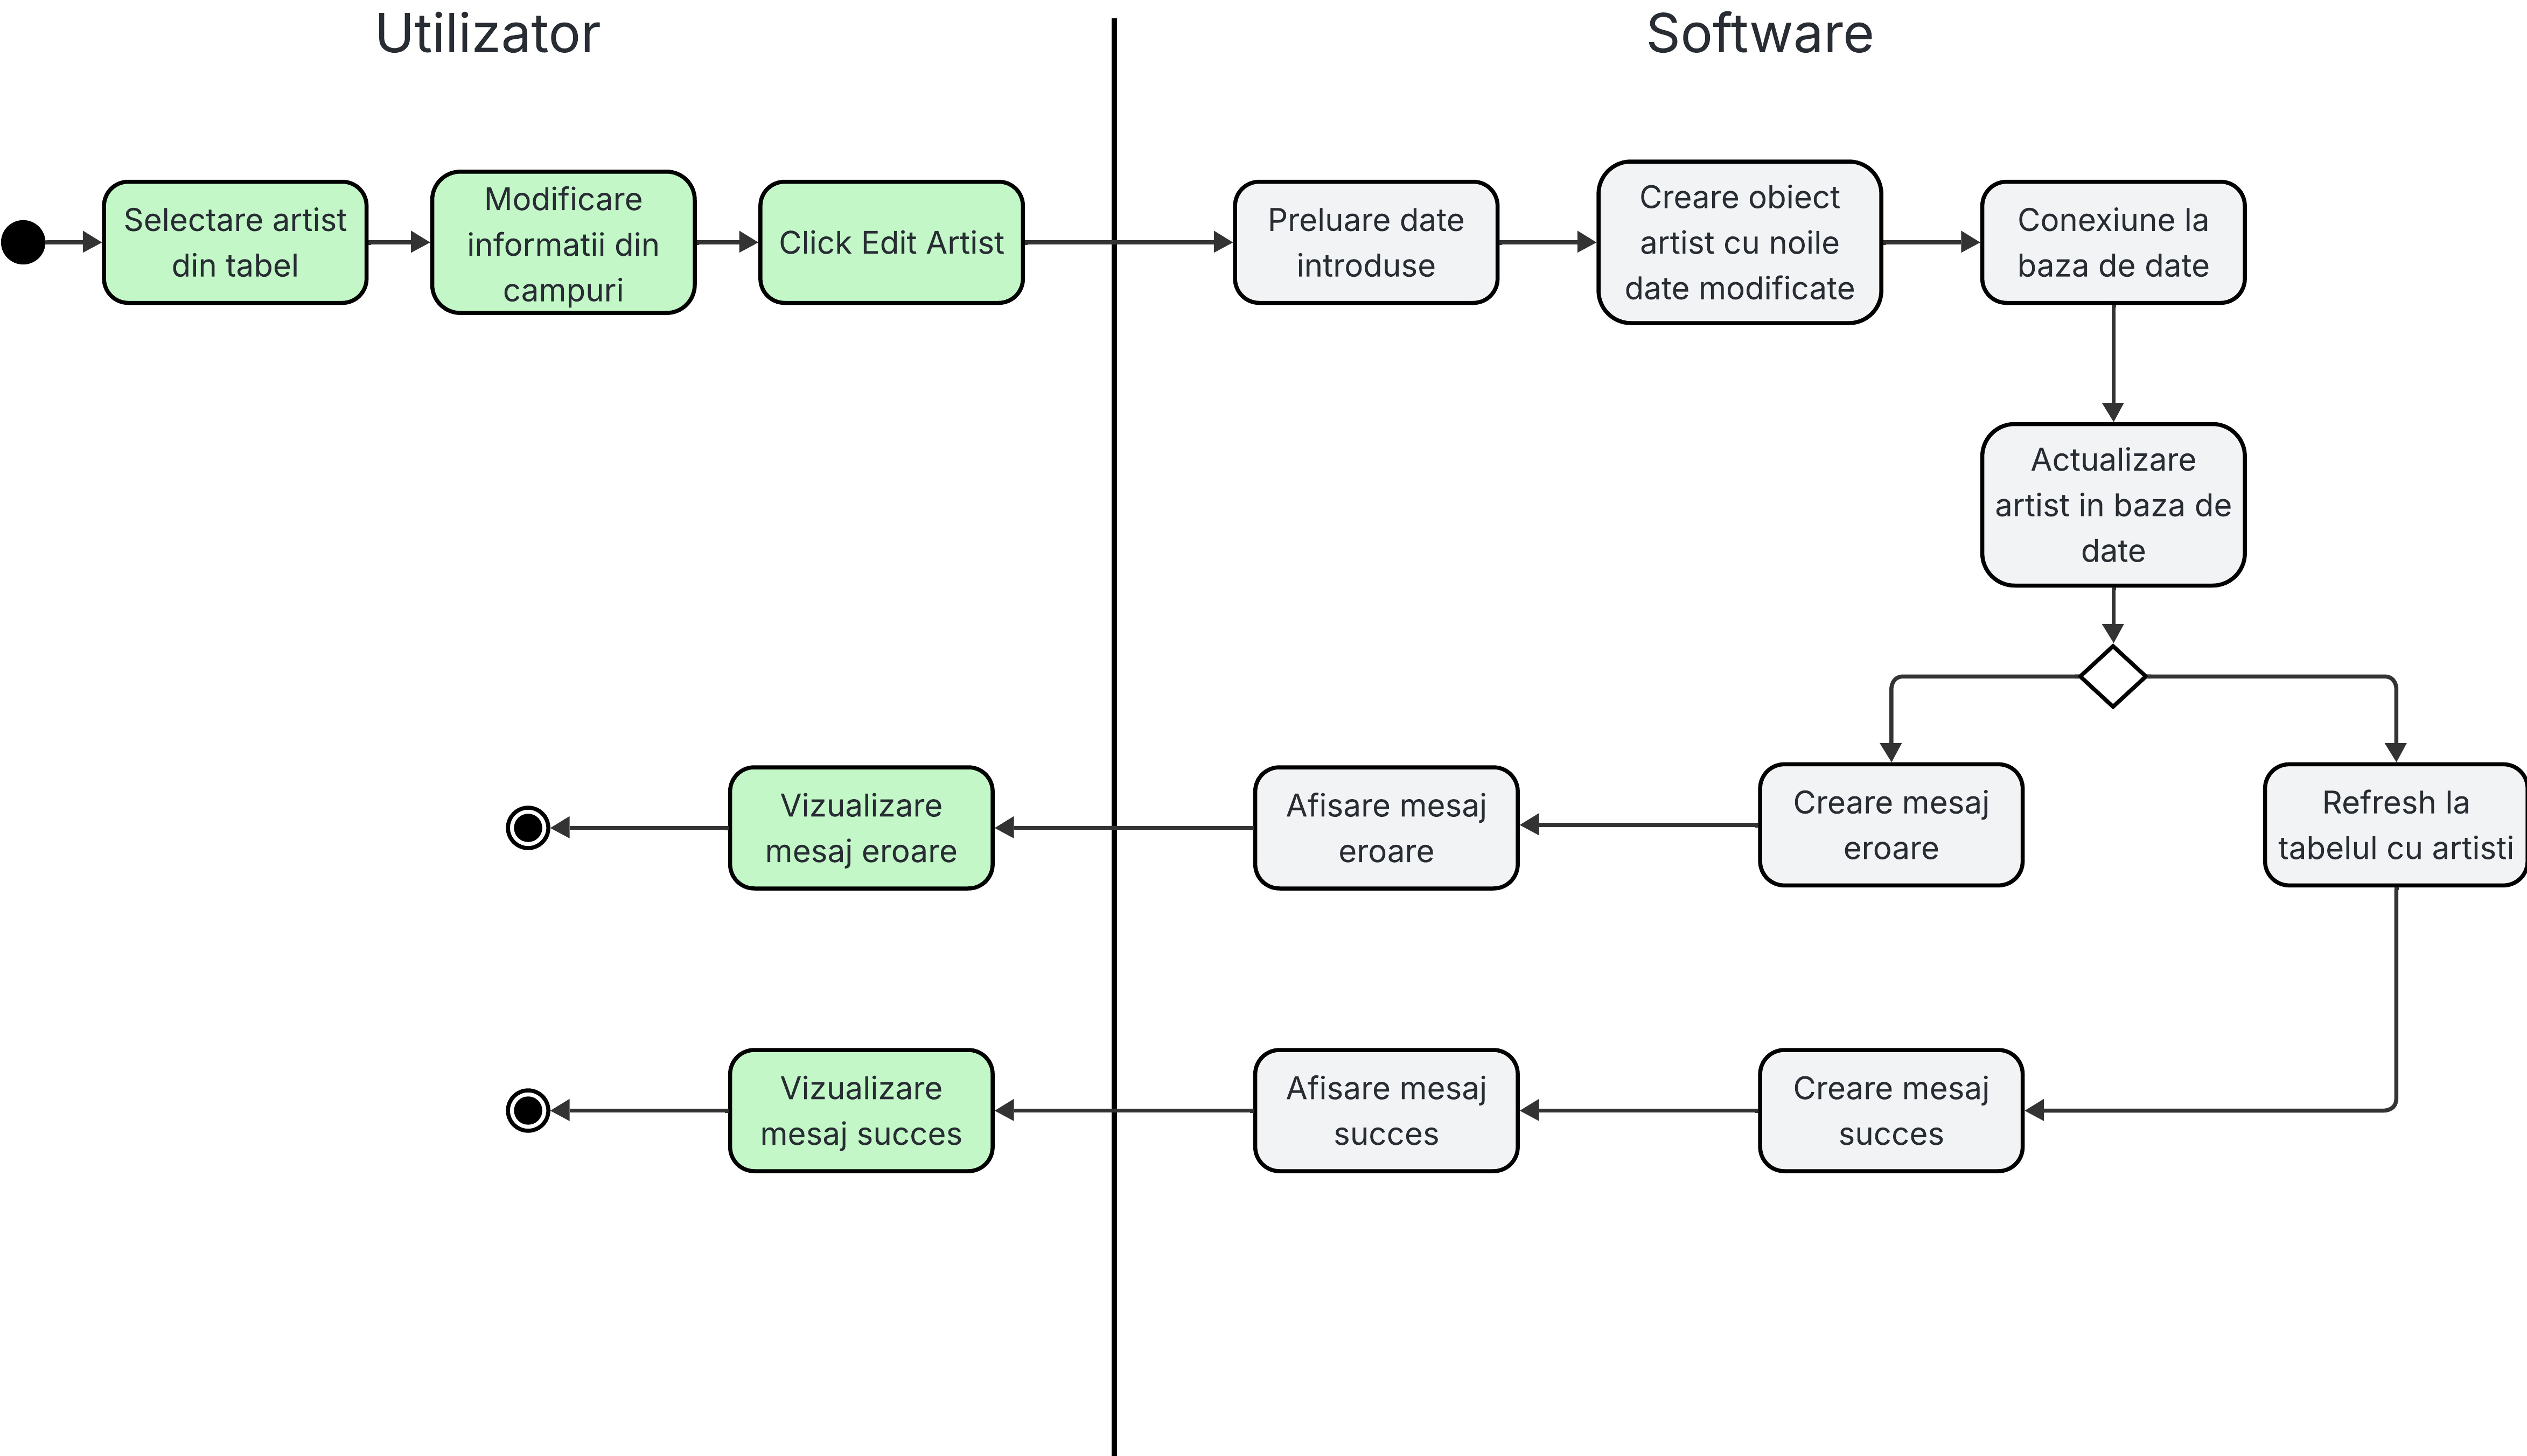 Utilizator
Software
Selectare artist
din tabel
Modificare
informatii din
campuri
Click Edit Artist
Preluare date
introduse
Creare obiect
artist cu noile
date modificate
Conexiune la
baza de date
Actualizare
artist in baza de
date
Vizualizare
mesaj eroare
Afisare mesaj
eroare
Creare mesaj
eroare
Refresh la
tabelul cu artisti
Vizualizare
mesaj succes
Afisare mesaj
succes
Creare mesaj
succes